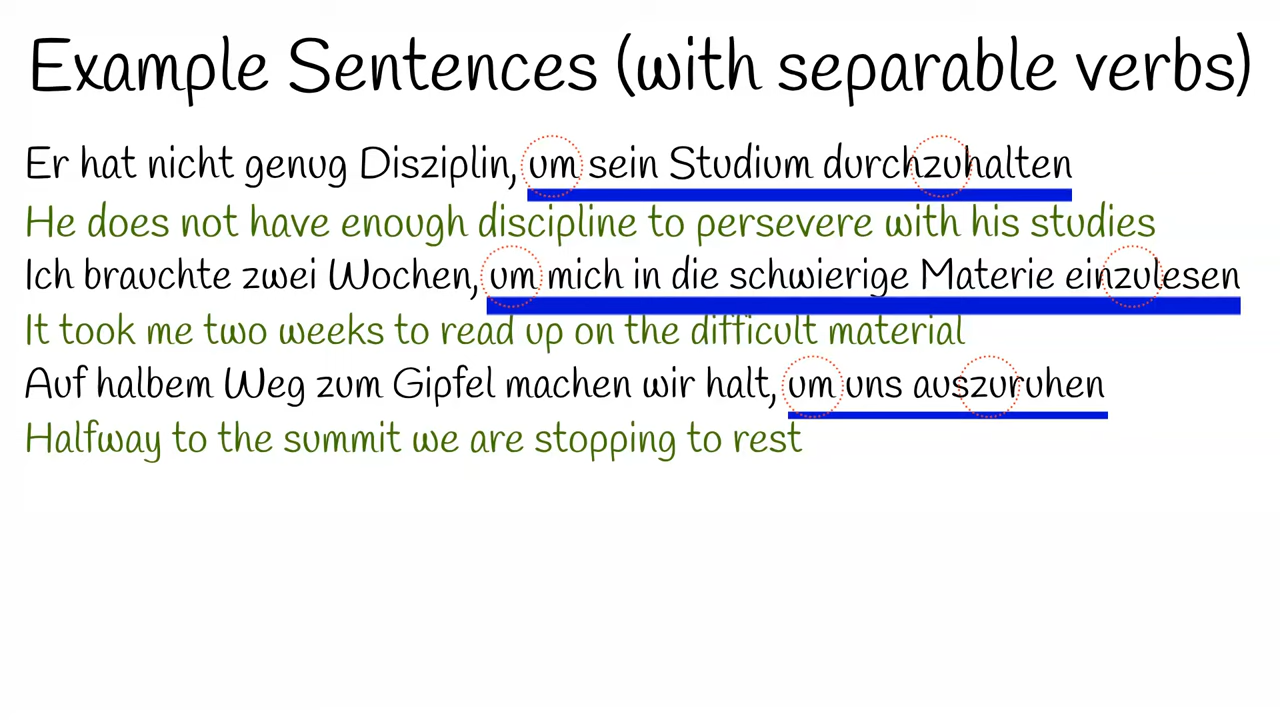 Example Sentences (with separable verbs)
Er hat nicht genug Disziplin, um sein Studium durchzuhalten
He does not have enough discipline to persevere with his studies
Ich brauchte zwei Wochen, um mich in die schwierige Materie einzulesen
It took me two weeks to read up on the difficult material
Auf halbem Weg zum Gipfel machen wir halt, um uns auszuruhen
Halfway to the summit we are stopping to rest